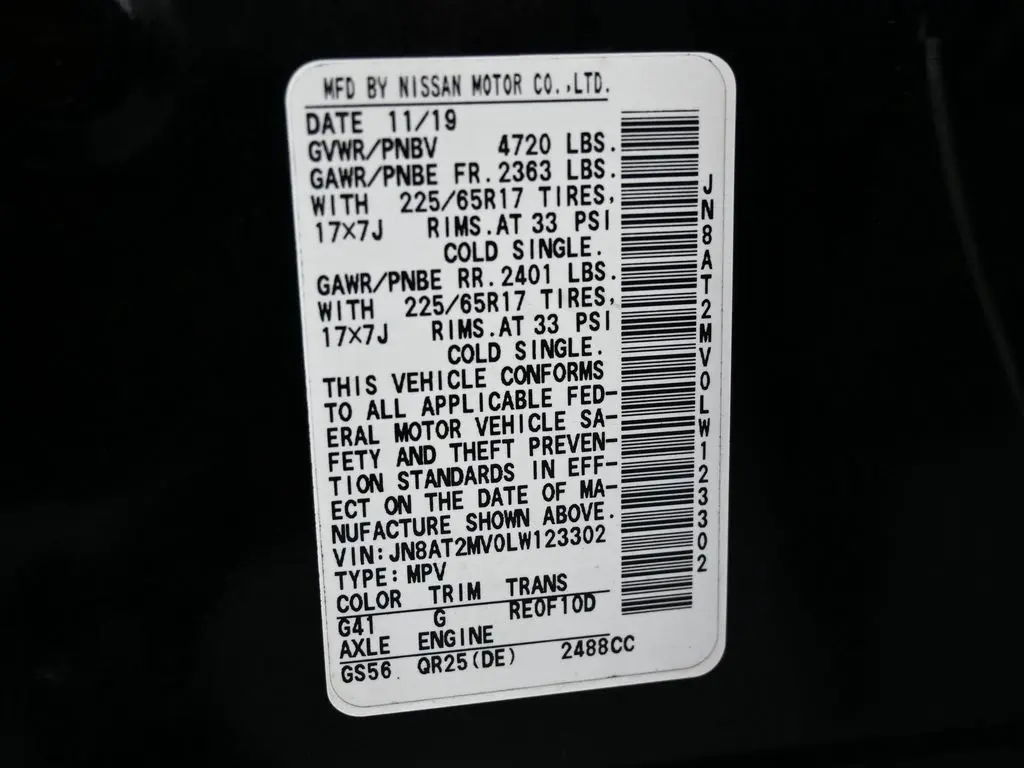 MFD BY NISSAN MOTOR CO.,LTD.
DATE 11/19
GVWR/PNBV 4720 LBS.
GAWR/PNBE FR.2363 LBS.
WITH 225/65R17 TIRES,
17×7J RIMS.AT 33 PSI
COLD SINGLE.
GAWR/PNBE RR.2401 LBS.
WITH 225/65R17 TIRES,
17×7J RIMS.AT 33 PSI
COLD SINGLE.
THIS VEHICLE CONFORMS
TO ALL APPLICABLE FED-
ERAL MOTOR VEHICLE SA-
FETY AND THEFT PREVEN-
TION STANDARDS IN EFF-
ECT ON THE DATE OF MA-
NUFACTURE SHOWN ABOVE.
VIN:JN8AT2MV0LW123302
TYPE:MPV
COLOR TRIM TRANS
G41 G RE0F10D
AXLE ENGINE
GS56 QR25(DE) 2488CC
JN8AT2MV0LW123302